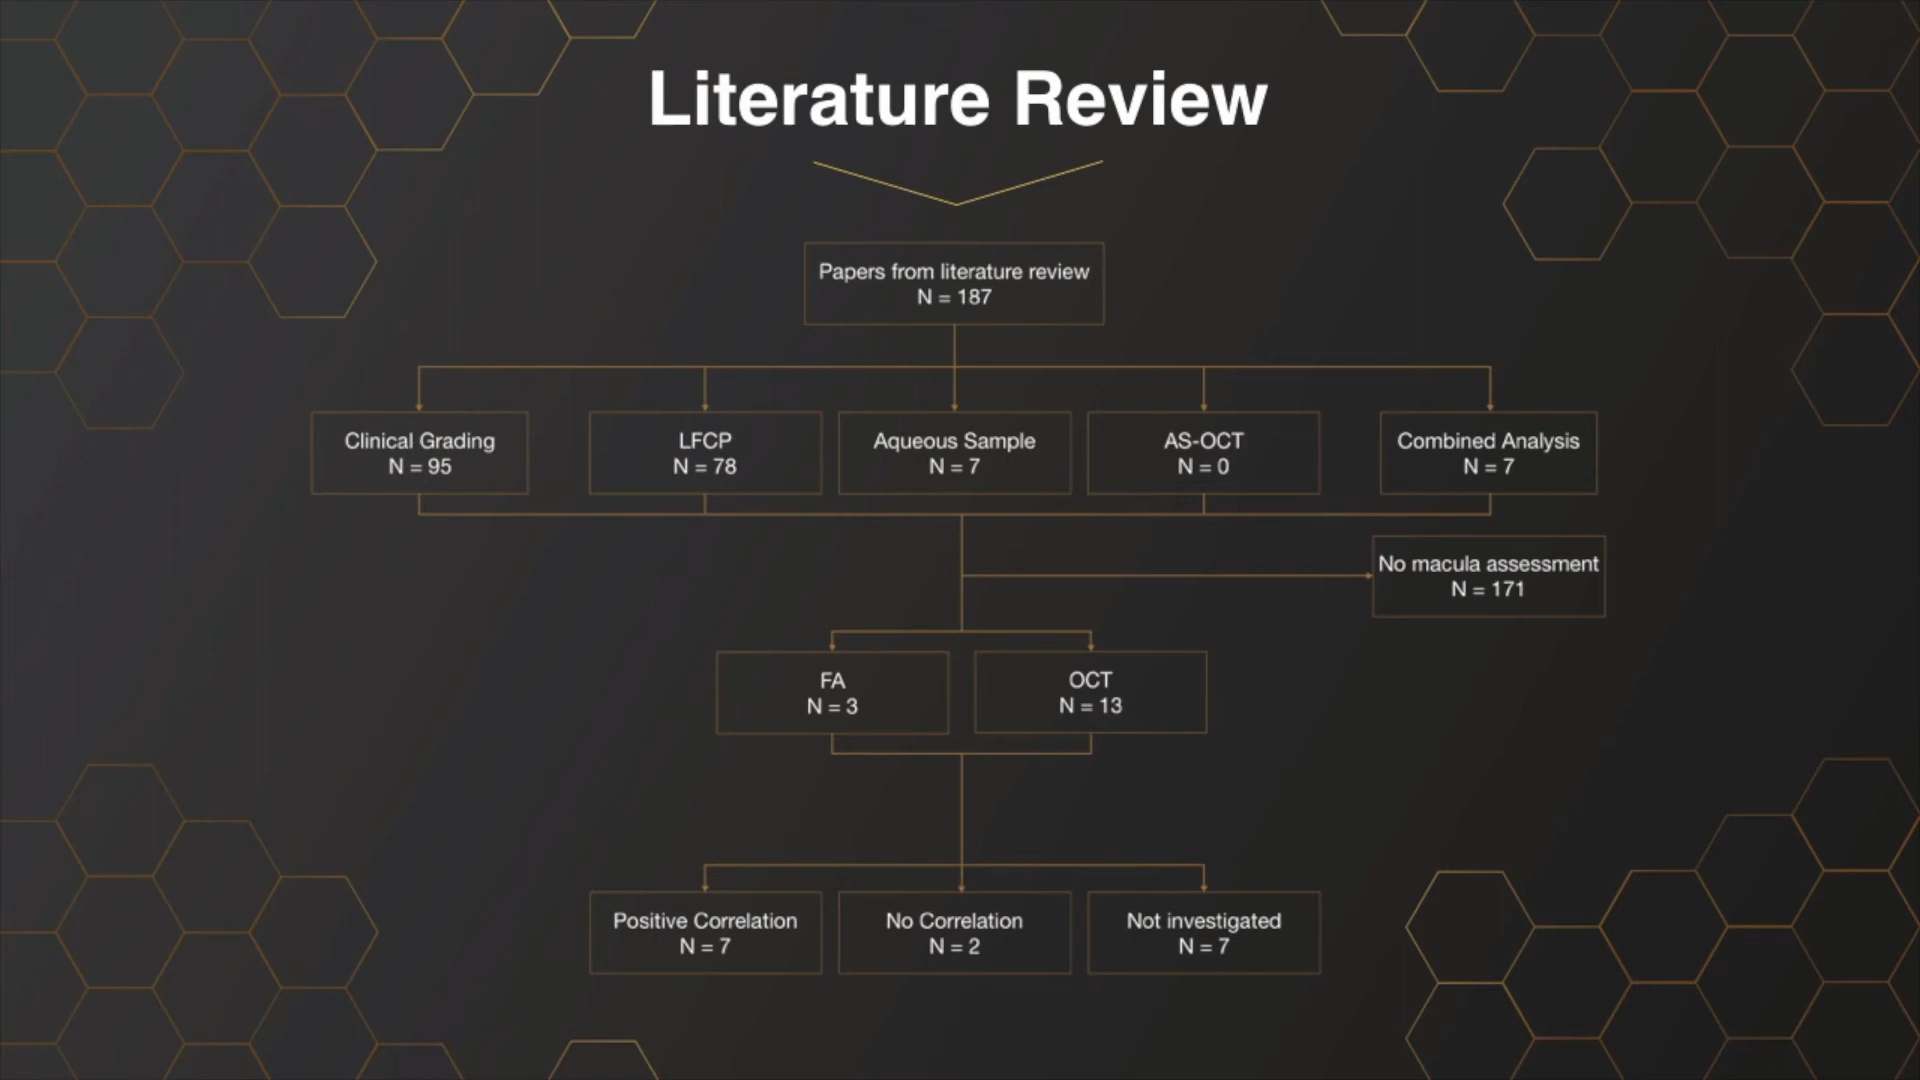 Literature Review
Papers from literature review
N = 187
Clinical Grading
N = 95
LFCP
N = 78
Aqueous Sample
N = 7
AS-OCT
N = 0
Combined Analysis
N = 7
No macula assessment
N = 171
FA
N = 3
OCT
N = 13
Positive Correlation
N = 7
No Correlation
N = 2
Not investigated
N = 7